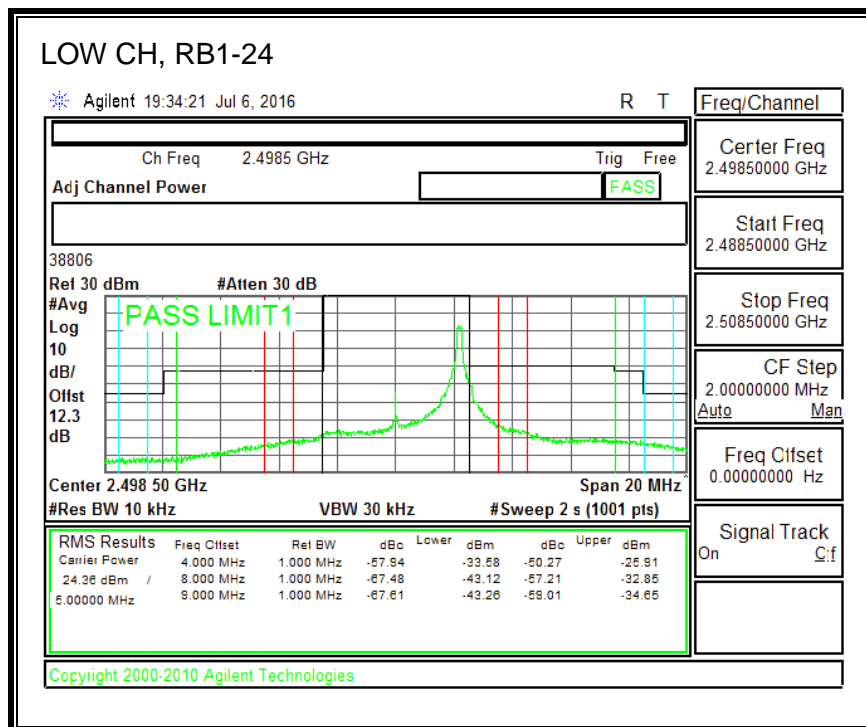 LOW CH, RB1-24
Agilent 19:34:21 Jul 6, 2016 R T
Ch Freq 2.4985 GHz Trig Free
Adj Channel Power PASS
38806
Ref 30 dBm #Atten 30 dB
#Avg
Log
10
dB/
Offst
12.3
dB
PASS LIMIT1
Center 2.498 50 GHz Span 20 MHz
#Res BW 10 kHz VBW 30 kHz #Sweep 2 s (1001 pts)
RMS Results Freq Offset Ref BW dBc Lower dBm dBc Upper dBm
Carrier Power 4.000 MHz 1.000 MHz -57.94 -33.58 -50.27 -25.91
24.36 dBm / 8.000 MHz 1.000 MHz -67.48 -43.12 -57.21 -32.85
5.00000 MHz 9.000 MHz 1.000 MHz -67.61 -43.26 -59.01 -34.65
Copyright 2000-2010 Agilent Technologies
Freq/Channel
Center Freq
2.49850000 GHz
Start Freq
2.48850000 GHz
Stop Freq
2.50850000 GHz
CF Step
2.00000000 MHz
Auto Man
Freq Offset
0.00000000 Hz
Signal Track
On Off